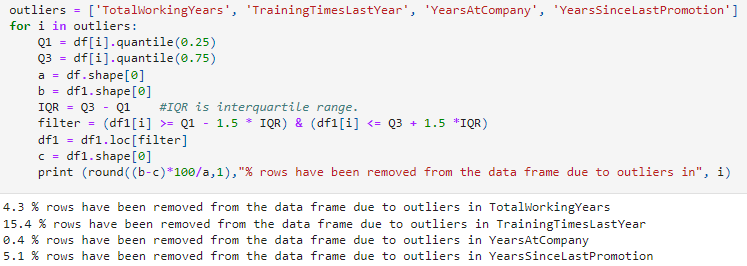 outliers = ['TotalWorkingYears', 'TrainingTimesLastYear', 'YearsAtCompany', 'YearsSinceLastPromotion']
for i in outliers:
    Q1 = df[i].quantile(0.25)
    Q3 = df[i].quantile(0.75)
    a = df.shape[0]
    b = df1.shape[0]
    IQR = Q3 - Q1    #IQR is interquartile range.
    filter = (df1[i] >= Q1 - 1.5 * IQR) & (df1[i] <= Q3 + 1.5 *IQR)
    df1 = df1.loc[filter]
    c = df1.shape[0]
    print (round((b-c)*100/a,1),"% rows have been removed from the data frame due to outliers in", i)
4.3 % rows have been removed from the data frame due to outliers in TotalWorkingYears
15.4 % rows have been removed from the data frame due to outliers in TrainingTimesLastYear
0.4 % rows have been removed from the data frame due to outliers in YearsAtCompany
5.1 % rows have been removed from the data frame due to outliers in YearsSinceLastPromotion